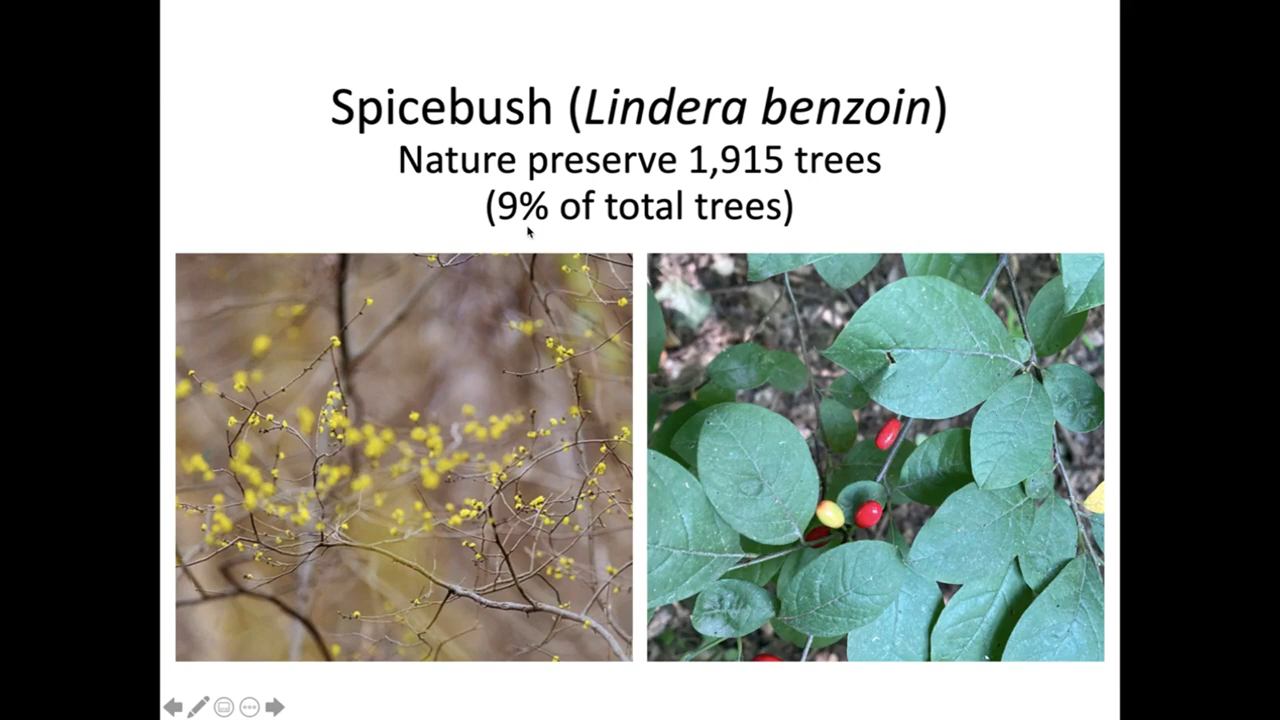 Spicebush (Lindera benzoin)
Nature preserve 1,915 trees
(9% of total trees)